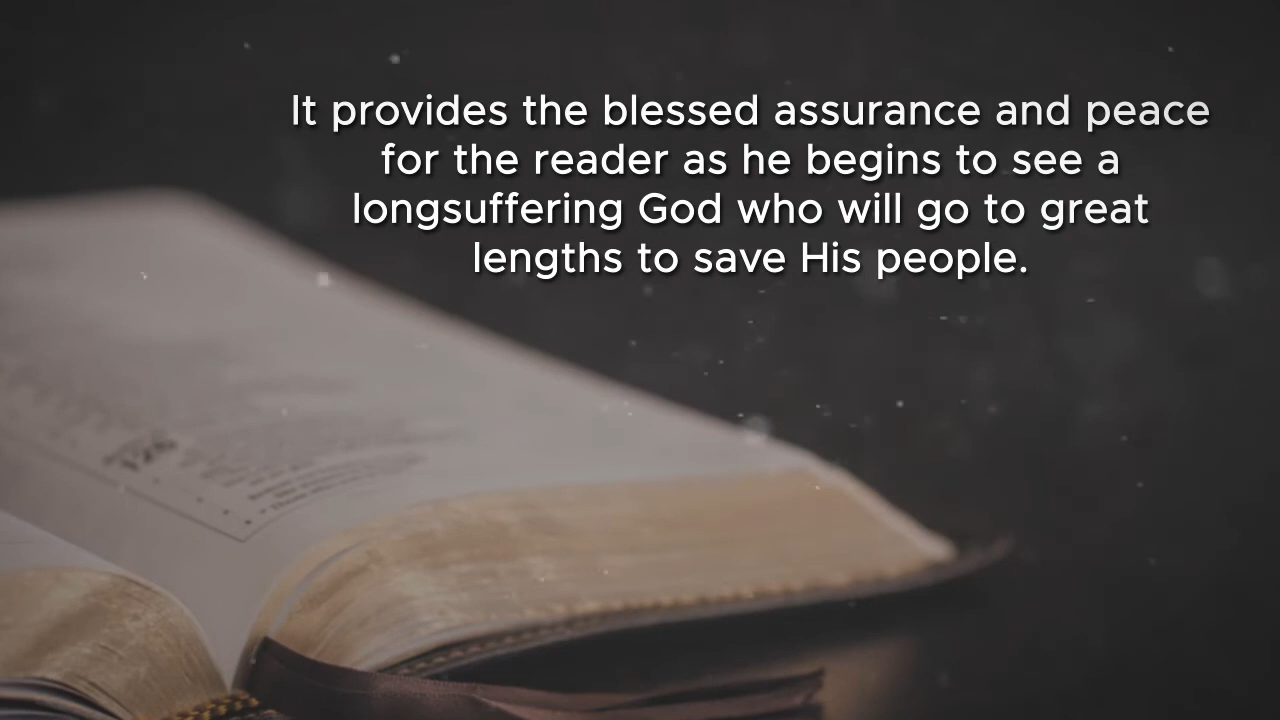 It provides the blessed assurance and peace
for the reader as he begins to see a
longsuffering God who will go to great
lengths to save His people.